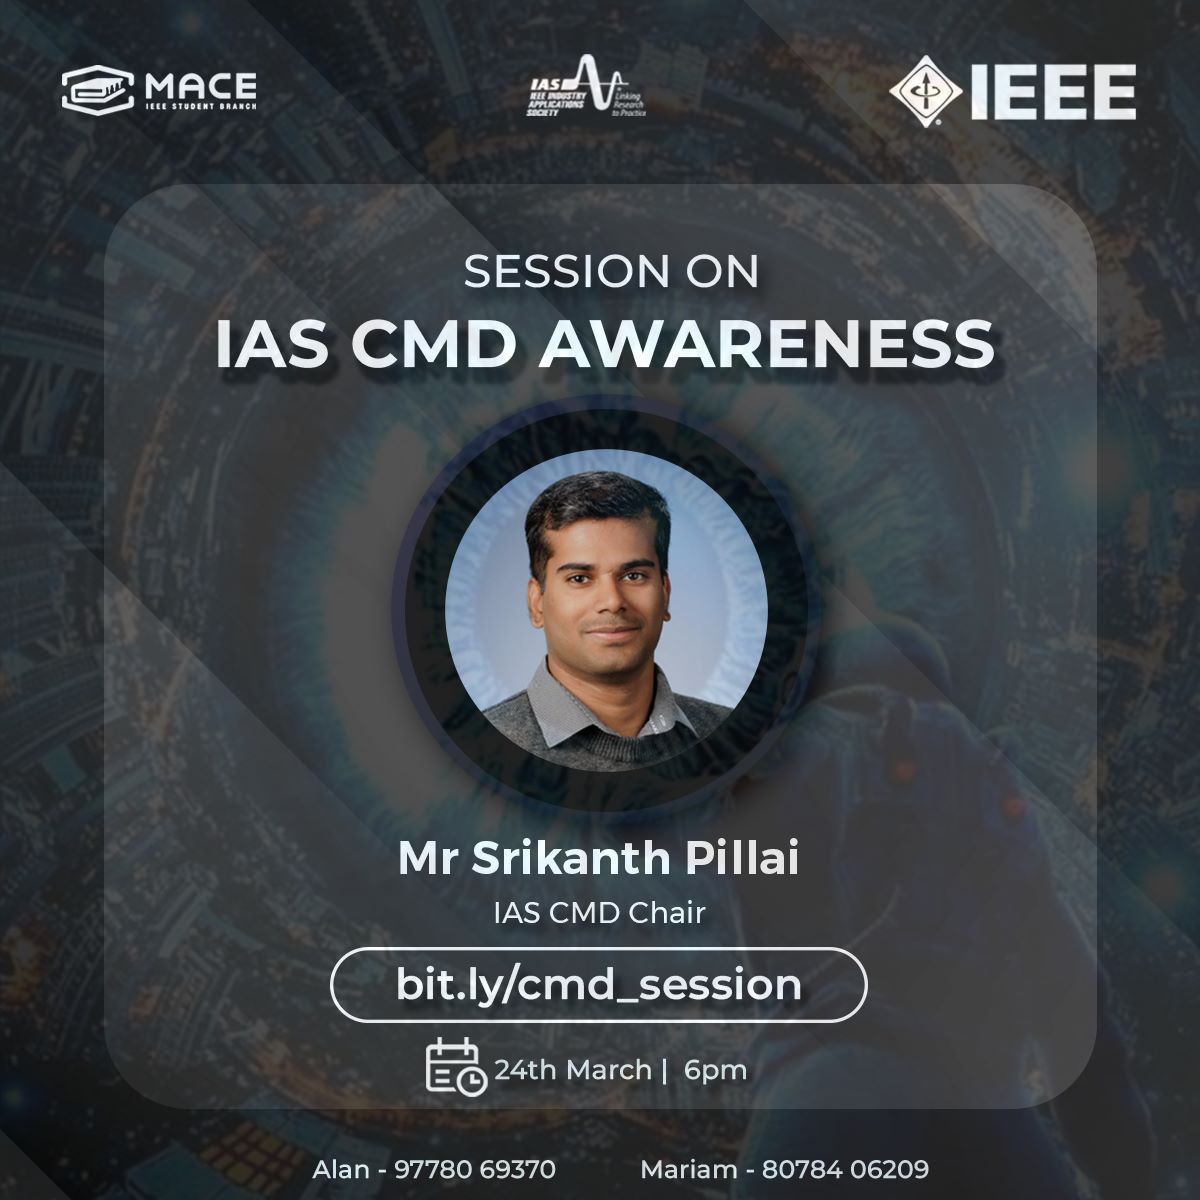 MACE
IEEE STUDENT BRANCH
IAS
IEEE INDUSTRY
APPLICATIONS
SOCIETY
Linking
Research
to Practice
IEEE
SESSION ON
IAS CMD AWARENESS
Mr Srikanth Pillai
IAS CMD Chair
bit.ly/cmd_session
24th March | 6pm
Alan - 97780 69370
Mariam - 80784 06209